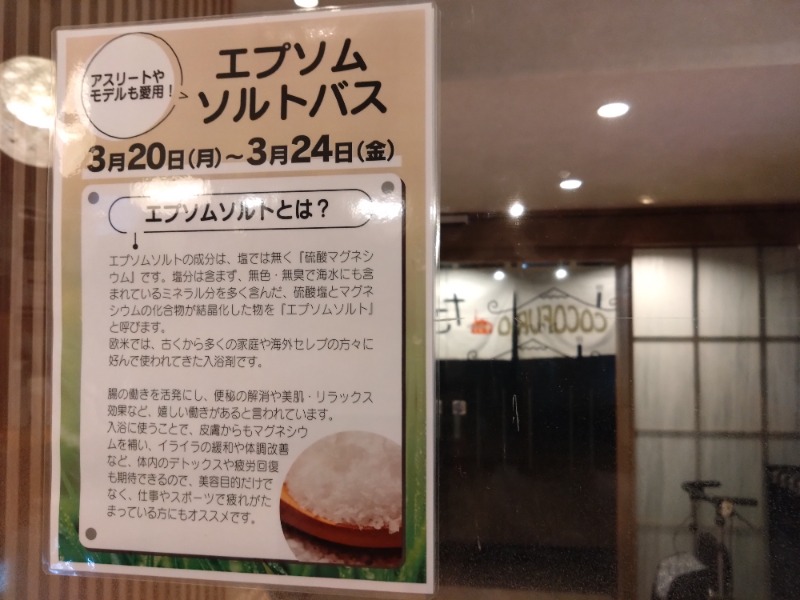 アスリートや
モデルも愛用！
エプソム
ソルトバス
3月20日(月)～3月24日(金)
エプソムソルトとは？
エプソムソルトの成分は、塩では無く『硫酸マグネシ
ウム』です。塩分は含まず、無色・無臭で海水にも含
まれているミネラル分を多く含んだ、硫酸塩とマグネ
シウムの化合物が結晶化した物を『エプソムソルト』
と呼びます。
欧米では、古くから多くの家庭や海外セレブの方々に
好んで使われてきた入浴剤です。
腸の働きを活発にし、便秘の解消や美肌・リラックス
効果など、嬉しい働きがあると言われています。
入浴に使うことで、皮膚からもマグネシウ
ムを補い、イライラの緩和や体調改善
など、体内のデトックスや疲労回復
も期待できるので、美容目的だけで
なく、仕事やスポーツで疲れがた
まっている方にもオススメです。
COCOFURO